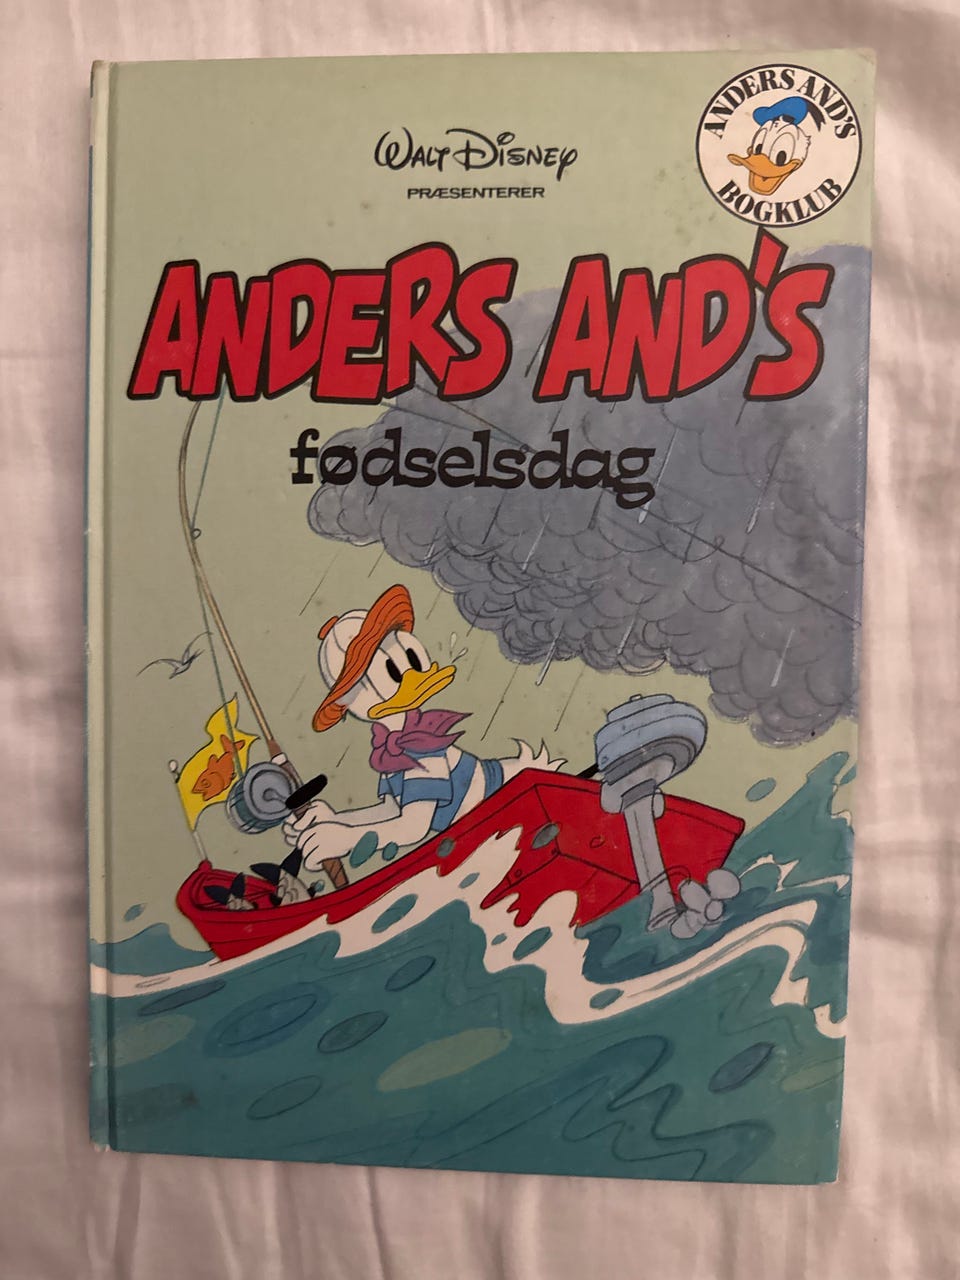 ANDERS AND'S
BOGKLUB
WALT DISNEY
PRÆSENTERER
ANDERS AND'S
fødselsdag